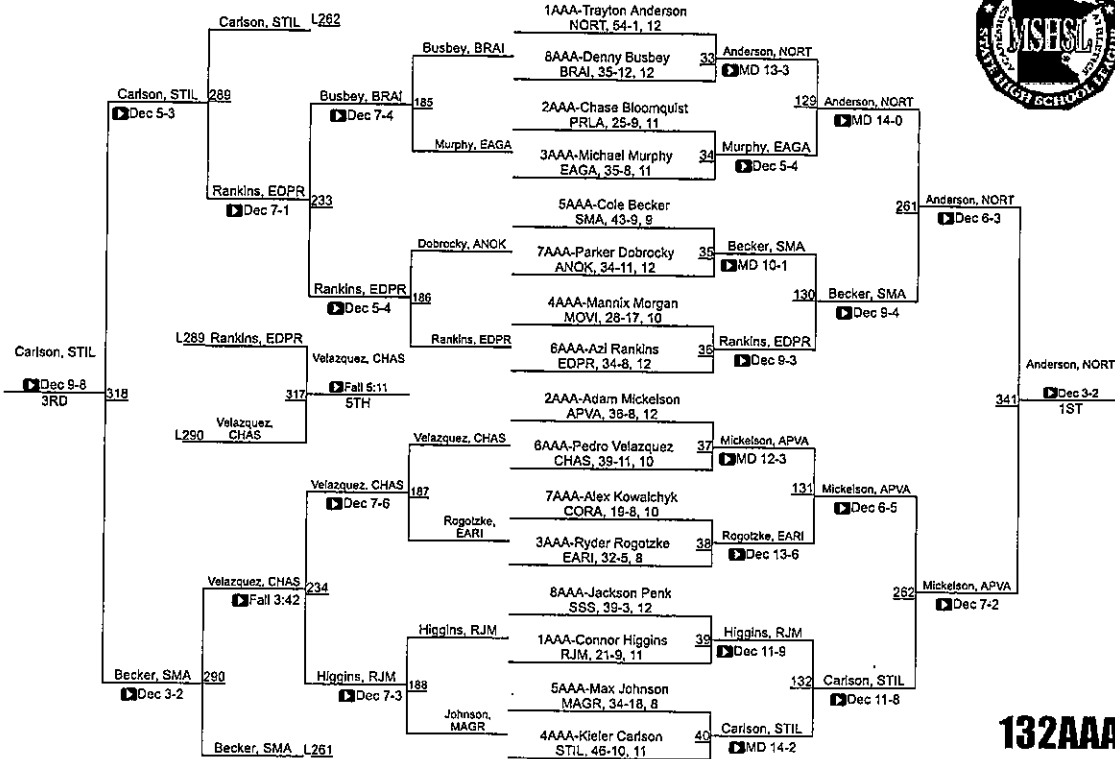 MSHSL
STATE HIGH SCHOOL LEAGUE
ACADEMICS
ATHLETICS
Carlson, STIL L262
Carlson, STIL
Dec 5-3
289
Rankins, EDPR
Dec 7-1
Busbey, BRAI
Dec 7-4
233
Rankins, EDPR
Dec 5-4
Busbey, BRAI
185
Murphy, EAGA
Dobrocky, ANOK
186
Rankins, EDPR
Carlson, STIL
Dec 9-8
3RD
318
L289 Rankins, EDPR
317
L290
Velazquez,
CHAS
Velazquez, CHAS
Fall 5:11
5TH
Velazquez, CHAS
187
Rogotzke,
EARI
Velazquez, CHAS
Dec 7-6
234
Higgins, RJM
Dec 7-3
Higgins, RJM
188
Johnson,
MAGR
Velazquez, CHAS
Fall 3:42
Becker, SMA
Dec 3-2
290
Becker, SMA L261
1AAA-Trayton Anderson
NORT, 54-1, 12
33
8AAA-Denny Busbey
BRAI, 35-12, 12
2AAA-Chase Bloomquist
PRLA, 25-9, 11
34
3AAA-Michael Murphy
EAGA, 35-8, 11
5AAA-Cole Becker
SMA, 43-9, 9
35
7AAA-Parker Dobrocky
ANOK, 34-11, 12
4AAA-Mannix Morgan
MOVI, 28-17, 10
36
6AAA-Azi Rankins
EDPR, 34-8, 12
2AAA-Adam Mickelson
APVA, 36-8, 12
37
6AAA-Pedro Velazquez
CHAS, 39-11, 10
7AAA-Alex Kowalchyk
CORA, 19-8, 10
38
3AAA-Ryder Rogotzke
EARI, 32-5, 8
8AAA-Jackson Penk
SSS, 39-3, 12
39
1AAA-Connor Higgins
RJM, 21-9, 11
5AAA-Max Johnson
MAGR, 34-18, 8
40
4AAA-Kieler Carlson
STIL, 46-10, 11
Anderson, NORT
MD 13-3
129
Murphy, EAGA
Dec 5-4
Becker, SMA
MD 10-1
130
Rankins, EDPR
Dec 9-3
Mickelson, APVA
MD 12-3
131
Rogotzke, EARI
Dec 13-6
Higgins, RJM
Dec 11-9
132
Carlson, STIL
MD 14-2
Anderson, NORT
MD 14-0
261
Becker, SMA
Dec 9-4
Mickelson, APVA
Dec 6-5
262
Carlson, STIL
Dec 11-8
Anderson, NORT
Dec 6-3
341
Mickelson, APVA
Dec 7-2
Anderson, NORT
Dec 3-2
1ST
132AAA